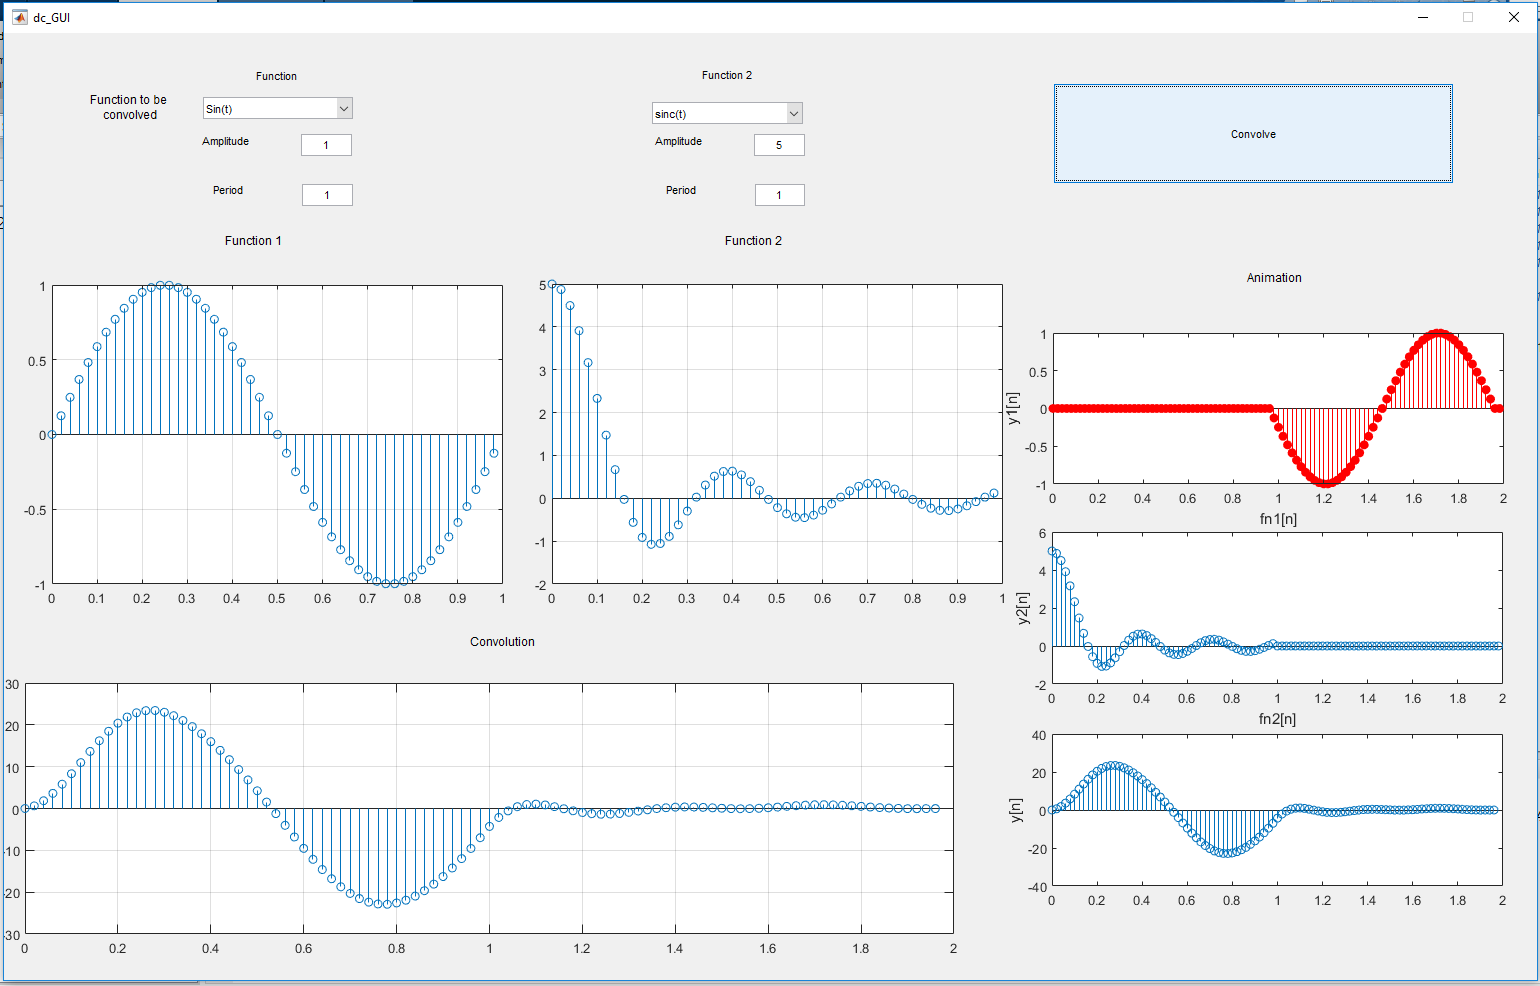 dc_GUI
Function
Function 2
Function to be
convolved
Sin(t)
sinc(t)
Amplitude
1
Amplitude
5
Convolve
Period
1
Period
1
Function 1
Function 2
Animation
1
0.5
0
-0.5
-1
0 0.1 0.2 0.3 0.4 0.5 0.6 0.7 0.8 0.9 1
5
4
3
2
1
0
-1
-2
0 0.1 0.2 0.3 0.4 0.5 0.6 0.7 0.8 0.9 1
y1[n]
1
0.5
0
-0.5
-1
0 0.2 0.4 0.6 0.8 1 1.2 1.4 1.6 1.8 2
fn1[n]
y2[n]
6
4
2
0
-2
0 0.2 0.4 0.6 0.8 1 1.2 1.4 1.6 1.8 2
fn2[n]
Convolution
30
20
10
0
-10
-20
-30
0 0.2 0.4 0.6 0.8 1 1.2 1.4 1.6 1.8 2
y[n]
40
20
0
-20
-40
0 0.2 0.4 0.6 0.8 1 1.2 1.4 1.6 1.8 2